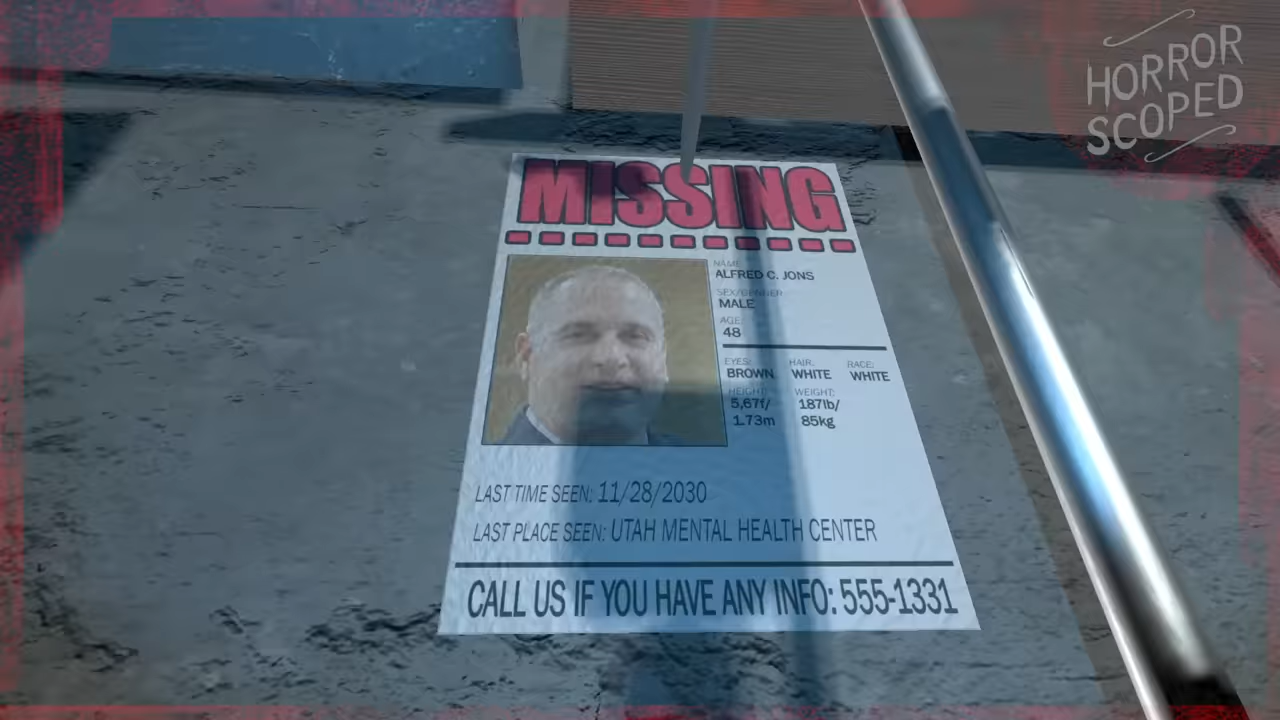 HORROR
SCOPED
MISSING
NAME:
ALFRED C. JONS
SEX/GENDER
MALE
AGE:
48
EYES: HAIR: RACE:
BROWN WHITE WHITE
HEIGHT: WEIGHT:
5,67f/ 187lb/
1.73m 85kg
LAST TIME SEEN: 11/28/2030
LAST PLACE SEEN: UTAH MENTAL HEALTH CENTER
CALL US IF YOU HAVE ANY INFO: 555-1331